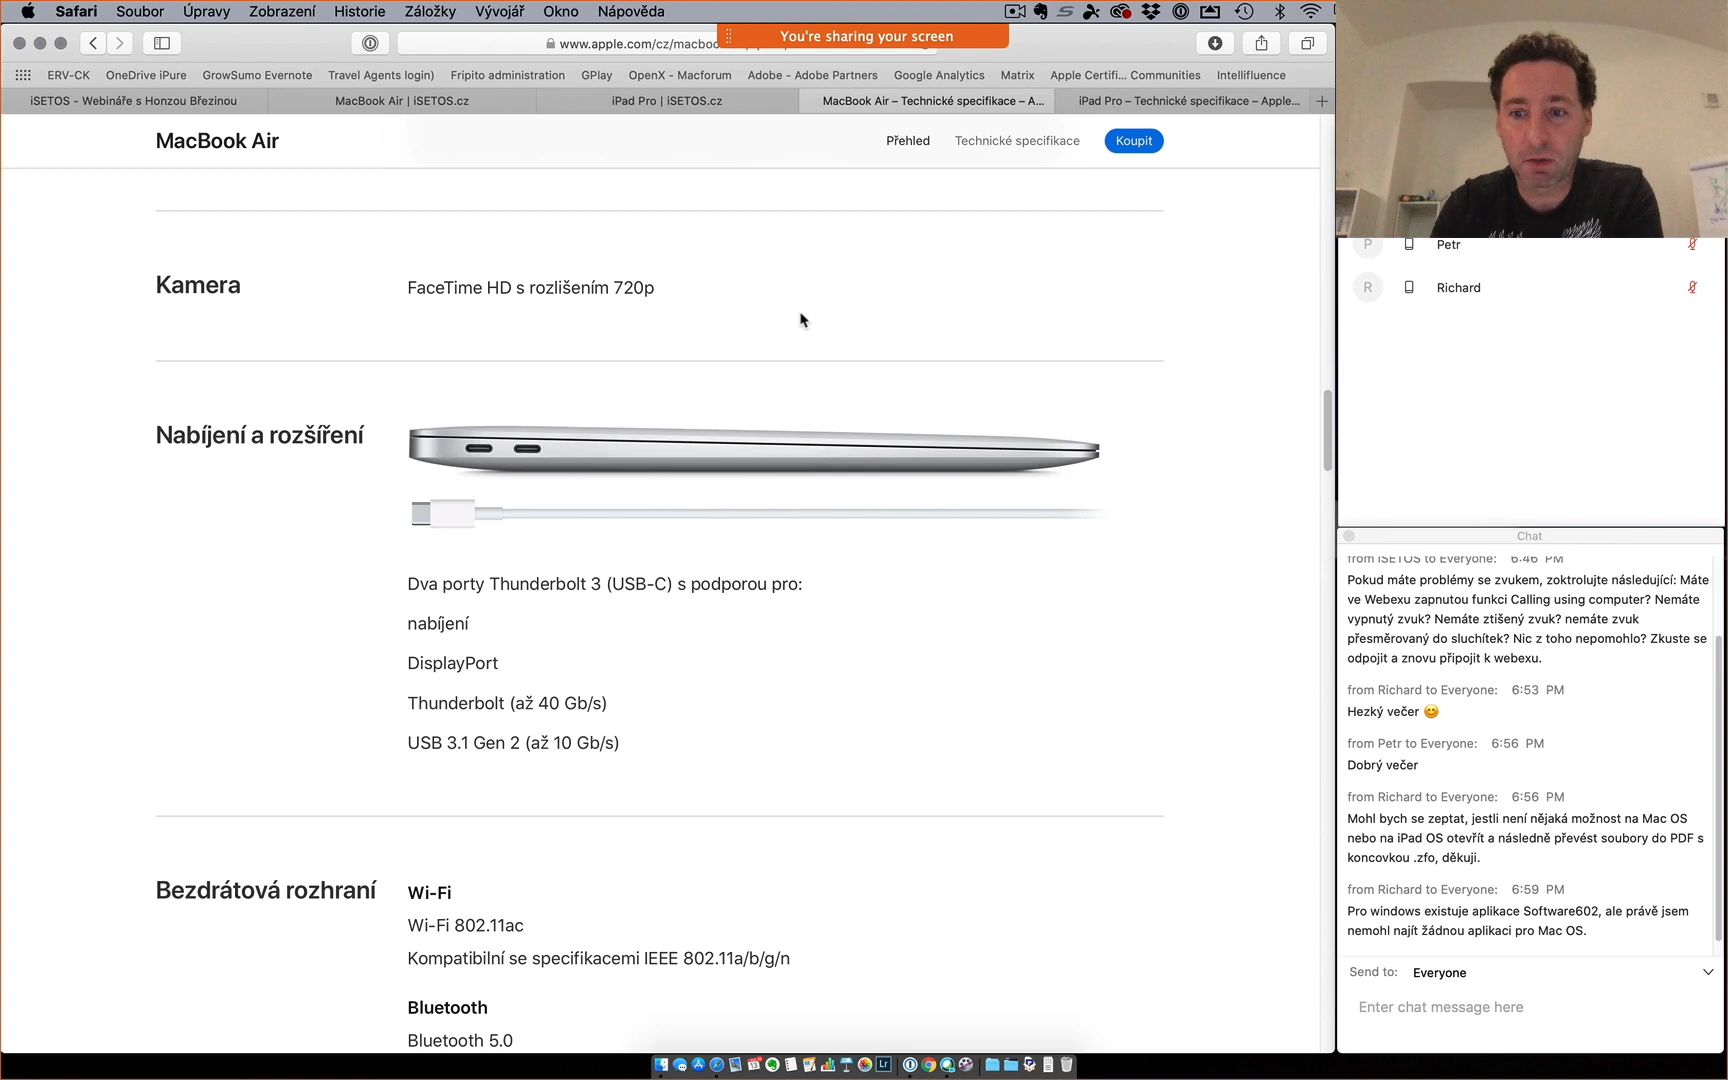 Safari Soubor Úpravy Zobrazení Historie Záložky Vývojář Okno Nápověda
www.apple.com/cz/macboo
You're sharing your screen
ERV-CK OneDrive iPure GrowSumo Evernote Travel Agents login) Fripito administration GPlay OpenX - Macforum Adobe - Adobe Partners Google Analytics Matrix Apple Certifi... Communities Intellifluence
iSETOS - Webináře s Honzou Březinou MacBook Air | iSETOS.cz iPad Pro | iSETOS.cz MacBook Air – Technické specifikace – A... iPad Pro – Technické specifikace – Apple...
MacBook Air
Přehled Technické specifikace Koupit
Kamera
FaceTime HD s rozlišením 720p
Nabíjení a rozšíření
Dva porty Thunderbolt 3 (USB-C) s podporou pro:
nabíjení
DisplayPort
Thunderbolt (až 40 Gb/s)
USB 3.1 Gen 2 (až 10 Gb/s)
Bezdrátová rozhraní
Wi-Fi
Wi-Fi 802.11ac
Kompatibilní se specifikacemi IEEE 802.11a/b/g/n
Bluetooth
Bluetooth 5.0
P Petr
R Richard
Chat
from iSETOS to Everyone: 6:46 PM
Pokud máte problémy se zvukem, zoktrolujte následující: Máte
ve Webexu zapnutou funkci Calling using computer? Nemáte
vypnutý zvuk? Nemáte ztišený zvuk? nemáte zvuk
přesměrovaný do sluchítek? Nic z toho nepomohlo? Zkuste se
odpojit a znovu připojit k webexu.
from Richard to Everyone: 6:53 PM
Hezký večer 😊
from Petr to Everyone: 6:56 PM
Dobrý večer
from Richard to Everyone: 6:56 PM
Mohl bych se zeptat, jestli není nějaká možnost na Mac OS
nebo na iPad OS otevřít a následně převést soubory do PDF s
koncovkou .zfo, děkuji.
from Richard to Everyone: 6:59 PM
Pro windows existuje aplikace Software602, ale právě jsem
nemohl najít žádnou aplikaci pro Mac OS.
Send to: Everyone
Enter chat message here